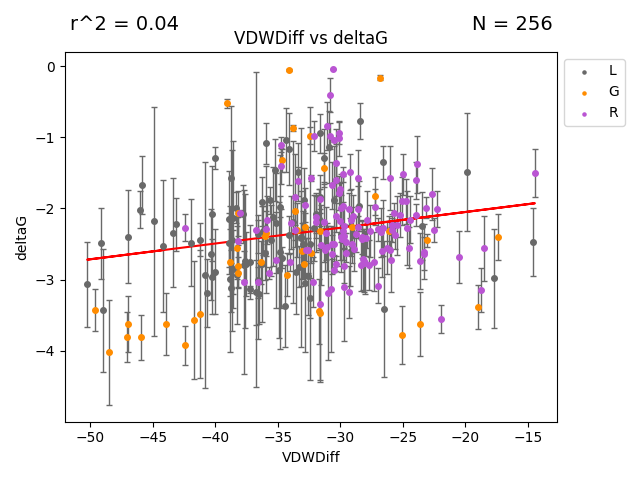 r^2 = 0.04
N = 256
VDWDiff vs deltaG
L
G
R
0
−1
−2
−3
−4
deltaG
−50 −45 −40 −35 −30 −25 −20 −15
VDWDiff